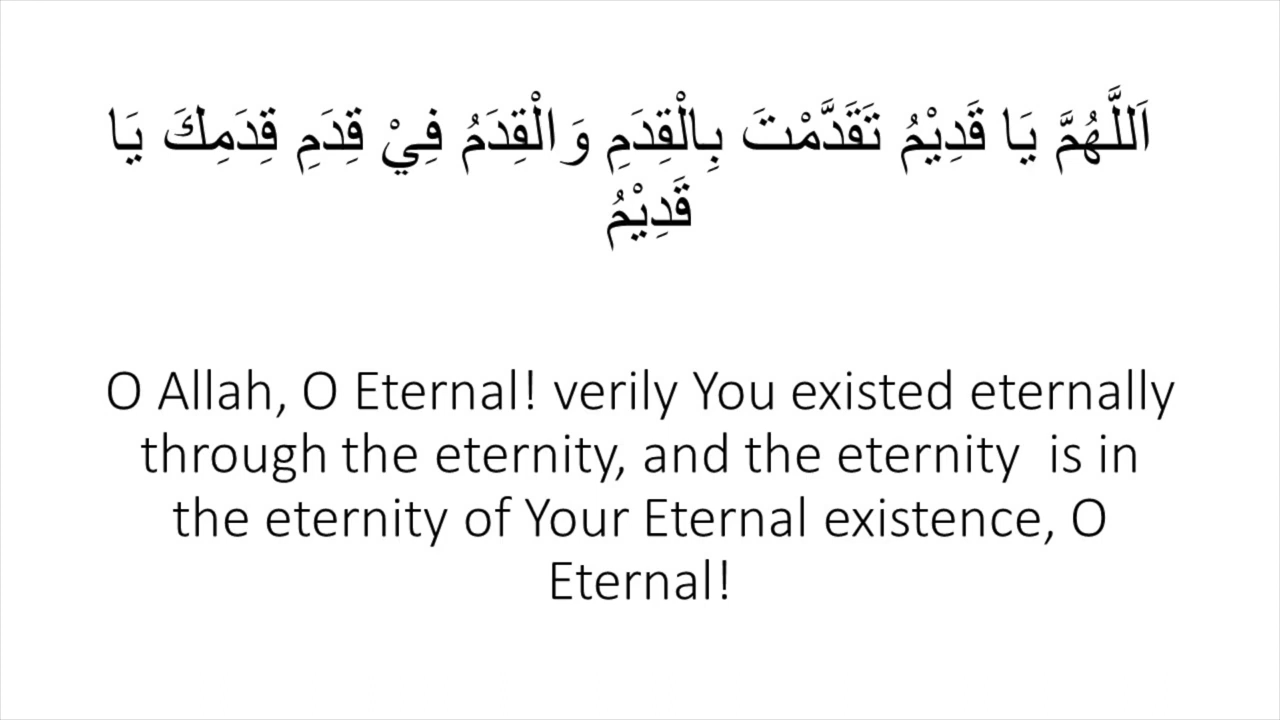 اَللَّهُمَّ يَا قَدِيْمُ تَقَدَّمْتَ بِالْقِدَمِ وَالْقِدَمُ فِيْ قِدَمِ قِدَمِكَ يَا
قَدِيْمُ
O Allah, O Eternal! verily You existed eternally
through the eternity, and the eternity  is in
the eternity of Your Eternal existence, O
Eternal!